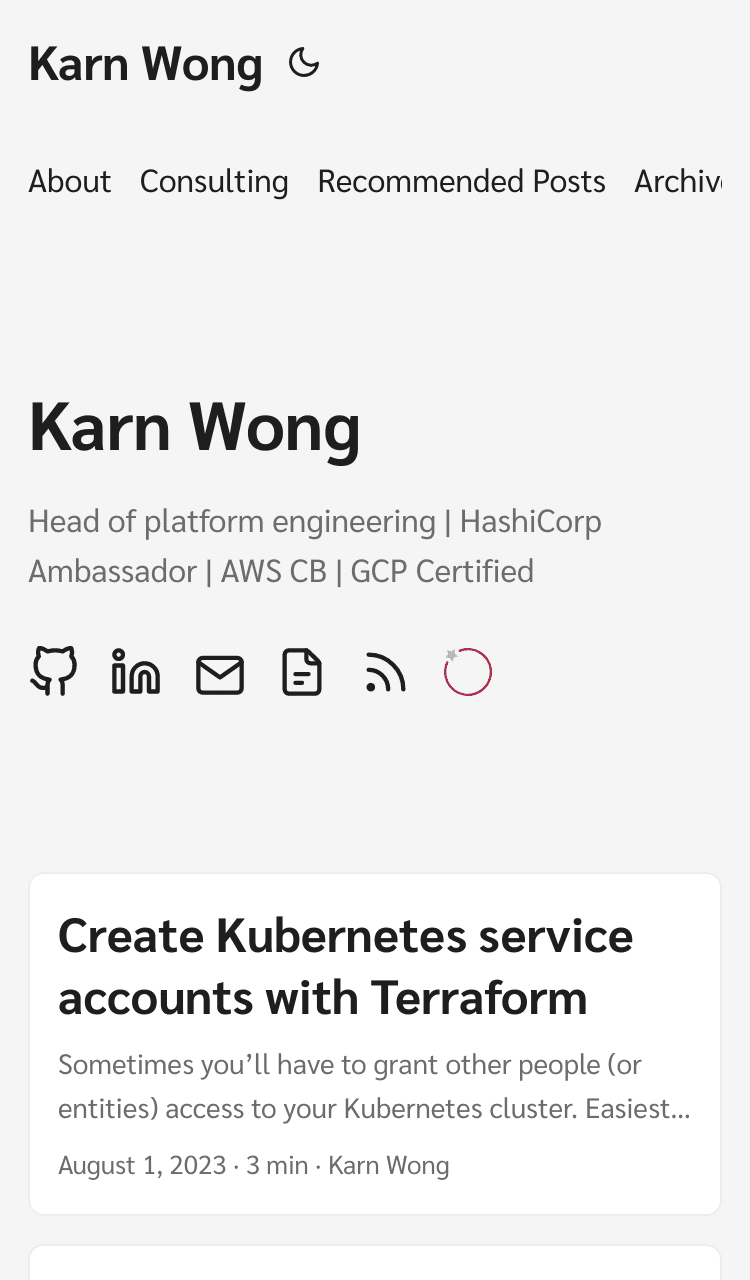 Karn Wong
About Consulting Recommended Posts Archiv
Karn Wong
Head of platform engineering | HashiCorp
Ambassador | AWS CB | GCP Certified
Create Kubernetes service
accounts with Terraform
Sometimes you’ll have to grant other people (or
entities) access to your Kubernetes cluster. Easiest...
August 1, 2023 · 3 min · Karn Wong